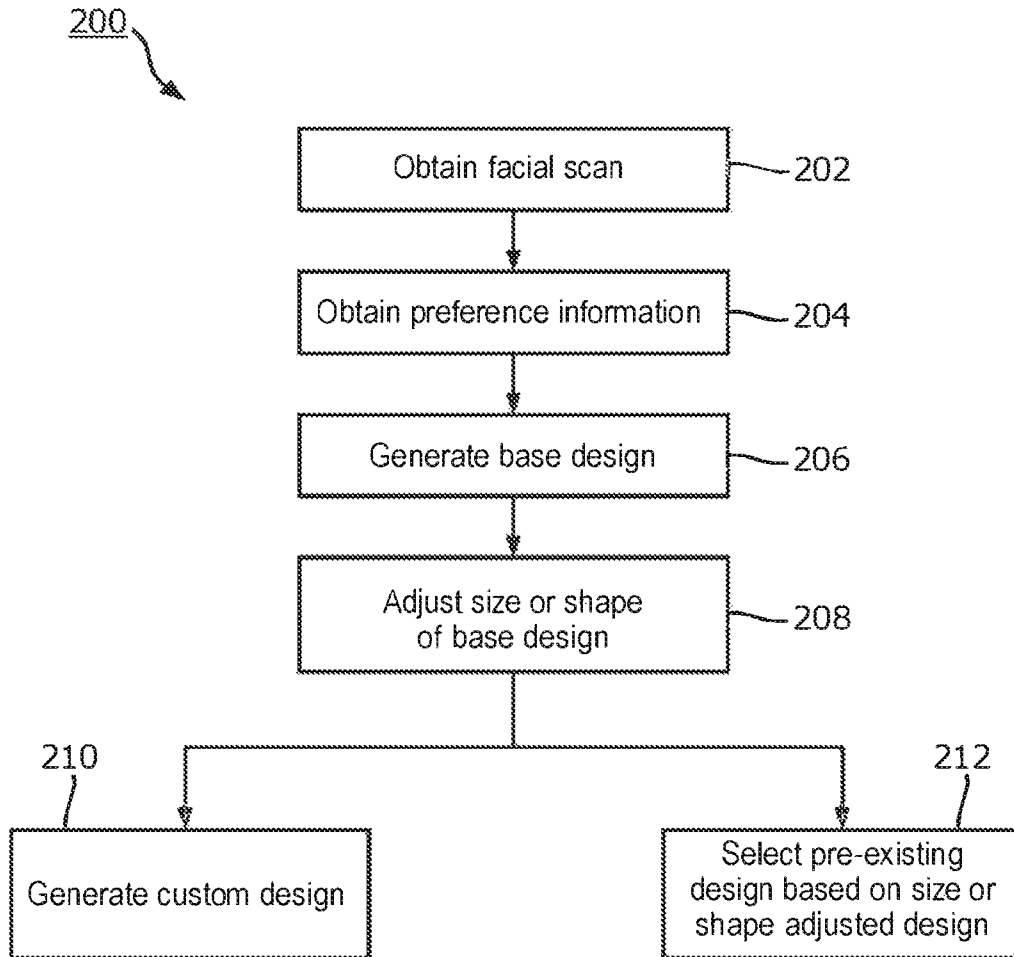 200
Obtain facial scan
202
Obtain preference information
204
Generate base design
206
Adjust size or shape
of base design
208
210
212
Generate custom design
Select pre-existing
design based on size or
shape adjusted design